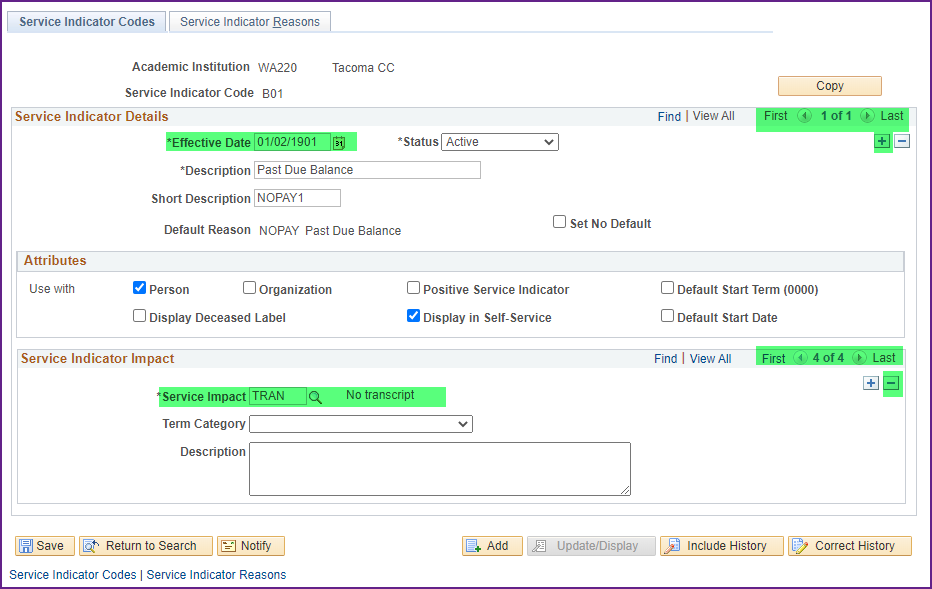 Service Indicator Codes Service Indicator Reasons
Academic Institution WA220 Tacoma CC
Service Indicator Code B01
Copy
Service Indicator Details Find | View All First 1 of 1 Last
*Effective Date 01/02/1901 31 *Status Active
*Description Past Due Balance
Short Description NOPAY1
Default Reason NOPAY Past Due Balance Set No Default
Attributes
Use with Person Organization Positive Service Indicator Default Start Term (0000)
Display Deceased Label Display in Self-Service Default Start Date
Service Indicator Impact Find | View All First 4 of 4 Last
*Service Impact TRAN No transcript
Term Category
Description
Save Return to Search Notify Add Update/Display Include History Correct History
Service Indicator Codes | Service Indicator Reasons